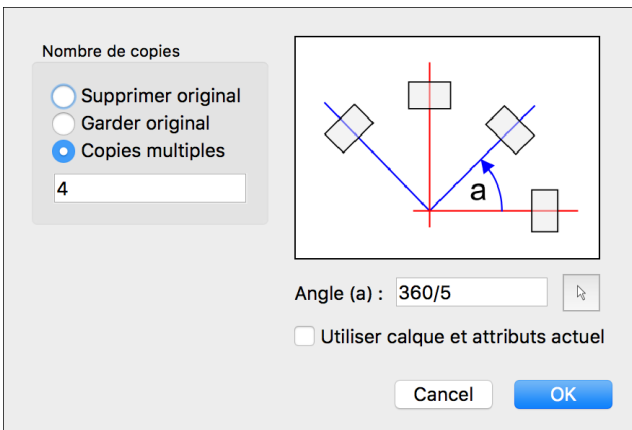 Nombre de copies
Supprimer original
Garder original
Copies multiples
4
a
Angle (a) : 360/5
Utiliser calque et attributs actuel
Cancel OK